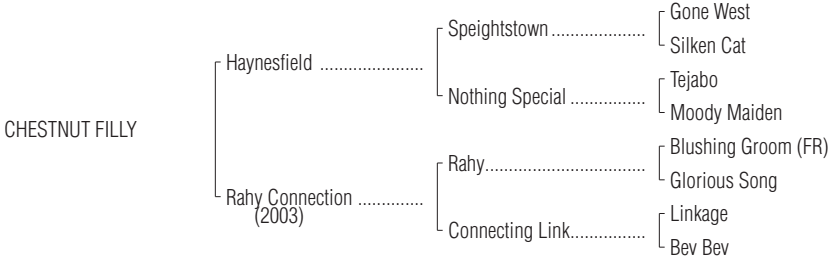 Gone West
Speightstown .....................
Silken Cat
Haynesfield ......................
Tejabo
Nothing Special ................
Moody Maiden
CHESTNUT FILLY
Blushing Groom (FR)
Rahy..................................
Glorious Song
Rahy Connection ..............
(2003)
Linkage
Connecting Link................
Bev Bev